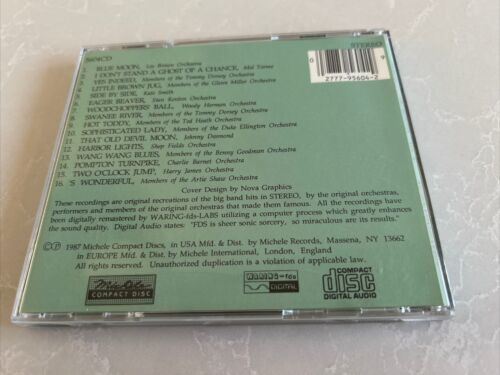 5604CD
STEREO
1. BLUE MOON, Les Brown Orchestra
2. I DON'T STAND A GHOST OF A CHANCE, Mel Torme
3. YES INDEED, Members of the Tommy Dorsey Orchestra
4. LITTLE BROWN JUG, Members of the Glenn Miller Orchestra
5. SIDE BY SIDE, Kate Smith
6. EAGER BEAVER, Stan Kenton Orchestra
7. WOODCHOPPERS' BALL, Woody Herman Orchestra
8. SWANEE RIVER, Members of the Tommy Dorsey Orchestra
9. HOT TODDY, Members of the Ted Heath Orchestra
10. SOPHISTICATED LADY, Members of the Duke Ellington Orchestra
11. THAT OLD DEVIL MOON, Johnny Desmond
12. HARBOR LIGHTS, Shep Fields Orchestra
13. WANG WANG BLUES, Members of the Benny Goodman Orchestra
14. POMPTON TURNPIKE, Charlie Barnet Orchestra
15. TWO O'CLOCK JUMP, Harry James Orchestra
16. 'S WONDERFUL, Members of the Artie Shaw Orchestra
0 9
2777-95604-2
Cover Design by Nova Graphics
These recordings are original recreations of the big band hits in STEREO, by the original orchestras,
performers and members of the original orchestras that made them famous. All the recordings have
been digitally remastered by WARING-fds-LABS utilizing a computer process which greatly enhances
the sound quality. Digital Audio states: "FDS is sheer sonic sorcery, so miraculous are its results."
©℗ 1987 Michele Compact Discs, in USA Mfd. & Dist. by Michele Records, Massena, NY 13662
in EUROPE Mfd. & Dist. by Michele International, London, England
All rights reserved. Unauthorized duplication is a violation of applicable law.
Michele
COMPACT DISC
WARING-fds
DIGITAL
COMPACT
disc
DIGITAL AUDIO